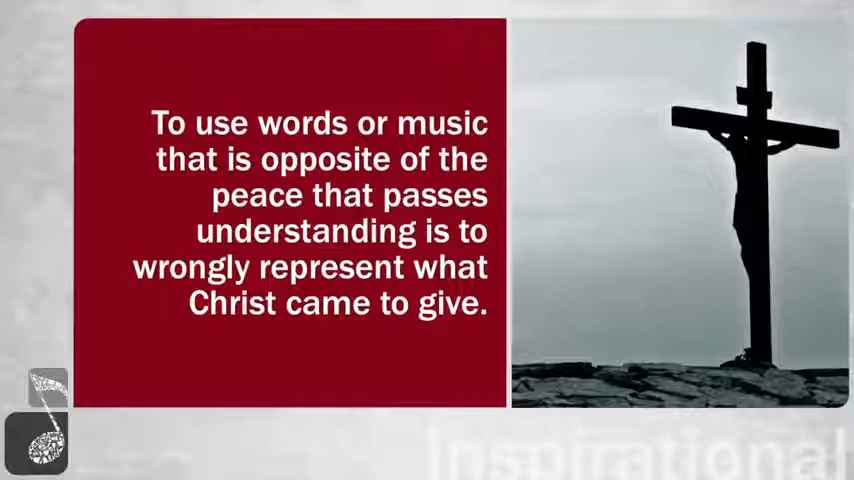 To use words or music
that is opposite of the
peace that passes
understanding is to
wrongly represent what
Christ came to give.
Inspirational